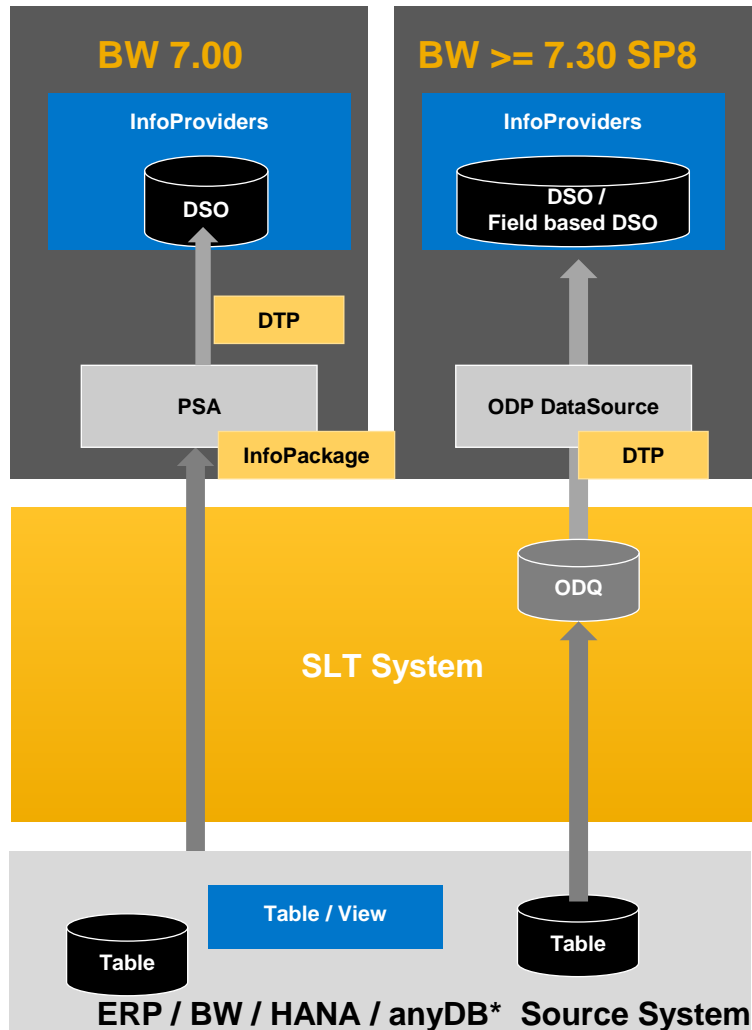 BW 7.00
InfoProviders
DSO
DTP
PSA
InfoPackage
BW >= 7.30 SP8
InfoProviders
DSO /
Field based DSO
ODP DataSource
DTP
ODQ
SLT System
Table / View
Table
Table
ERP / BW / HANA / anyDB* Source System